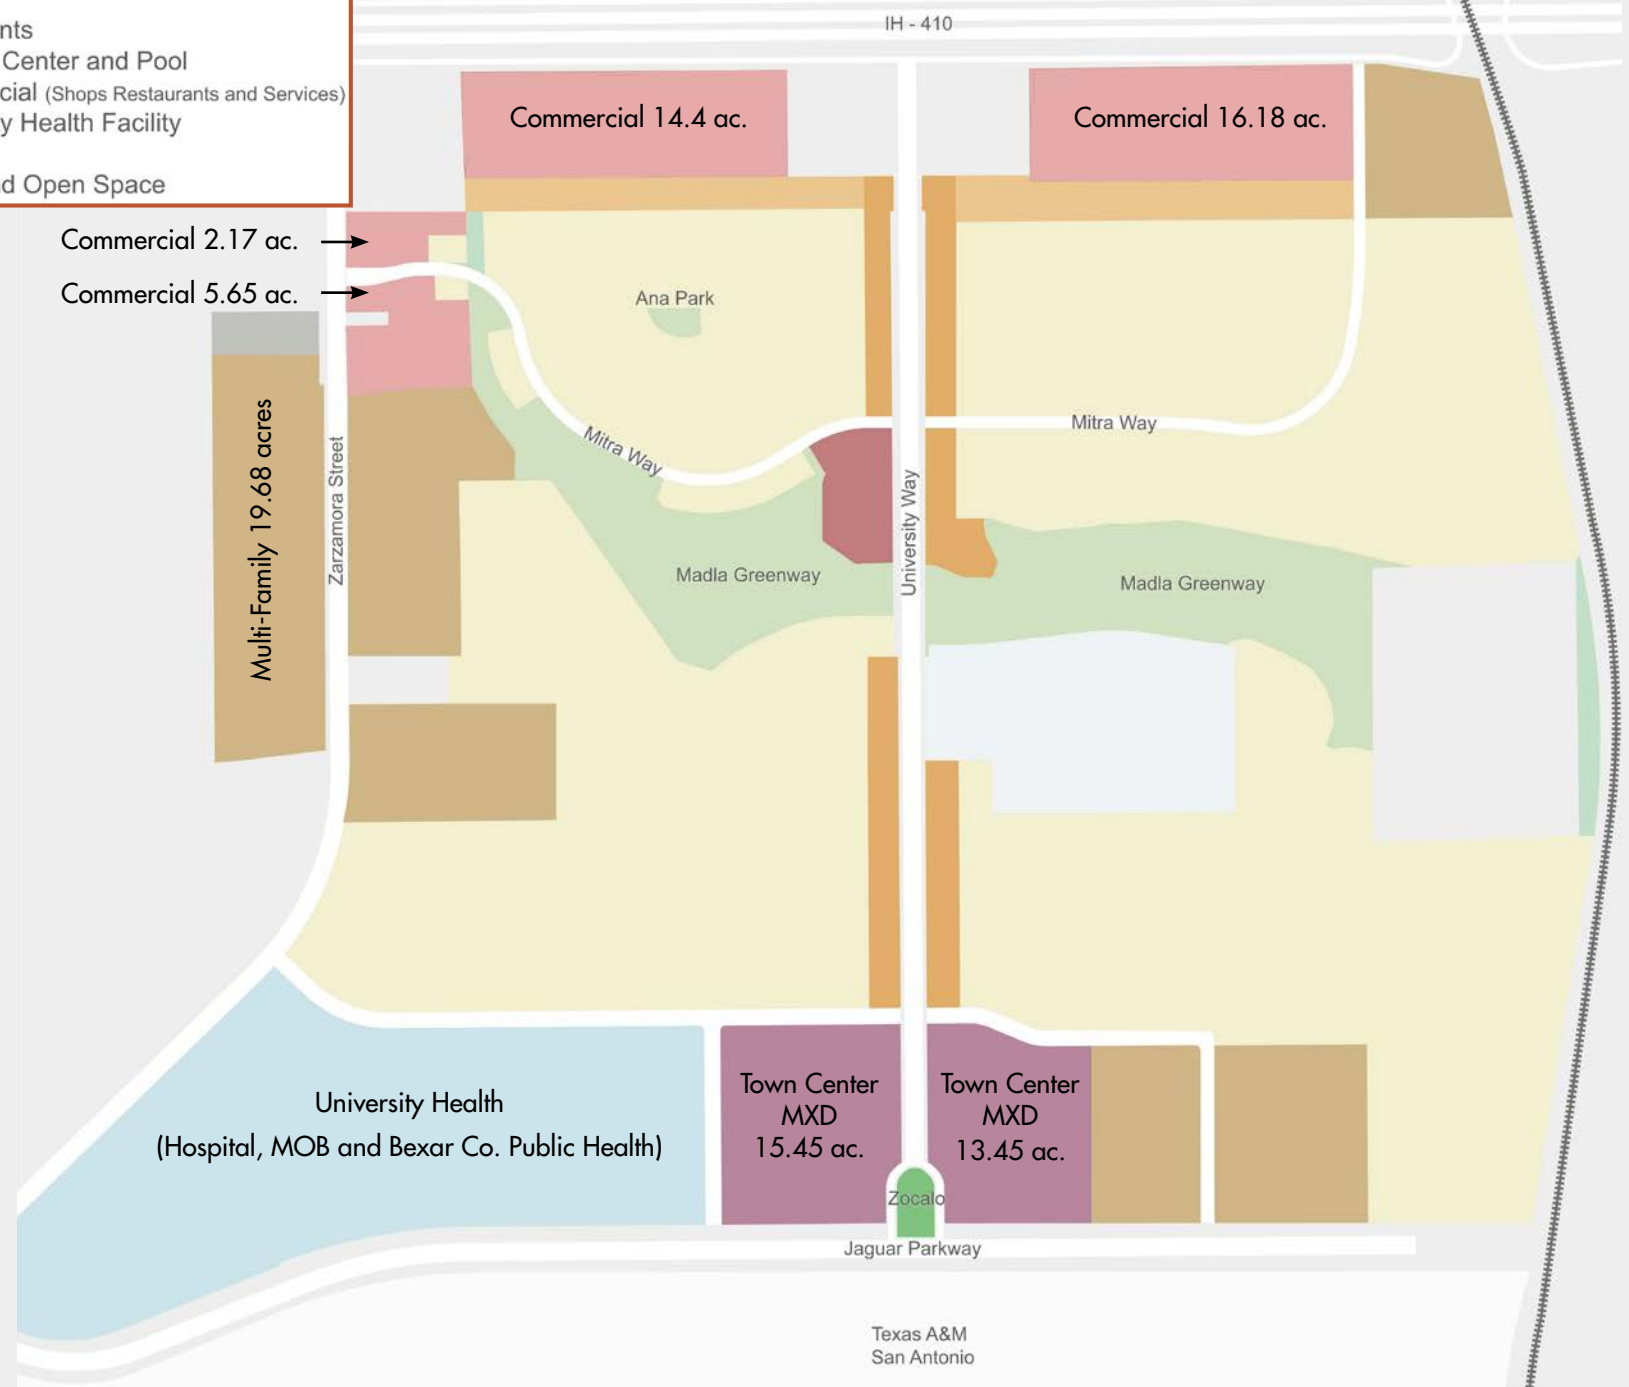 nts
Center and Pool
cial (Shops Restaurants and Services)
y Health Facility
d Open Space
IH - 410
Commercial 14.4 ac.
Commercial 16.18 ac.
Commercial 2.17 ac.
Commercial 5.65 ac.
Ana Park
Multi-Family 19.68 acres
Zarzamora Street
Mitra Way
Mitra Way
University Way
Madla Greenway
Madla Greenway
University Health
(Hospital, MOB and Bexar Co. Public Health)
Town Center
MXD
15.45 ac.
Town Center
MXD
13.45 ac.
Zocalo
Jaguar Parkway
Texas A&M
San Antonio